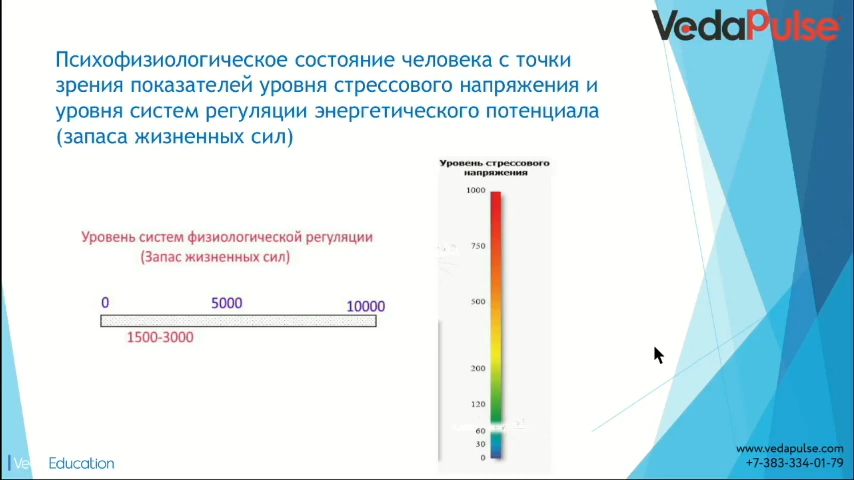 VedaPulse
Психофизиологическое состояние человека с точки
зрения показателей уровня стрессового напряжения и
уровня систем регуляции энергетического потенциала
(запаса жизненных сил)
Уровень систем физиологической регуляции
(Запас жизненных сил)
0 5000 10000
1500-3000
Уровень стрессового
напряжения
1000
750
500
200
120
60
30
0
Education
www.vedapulse.com
+7-383-334-01-79